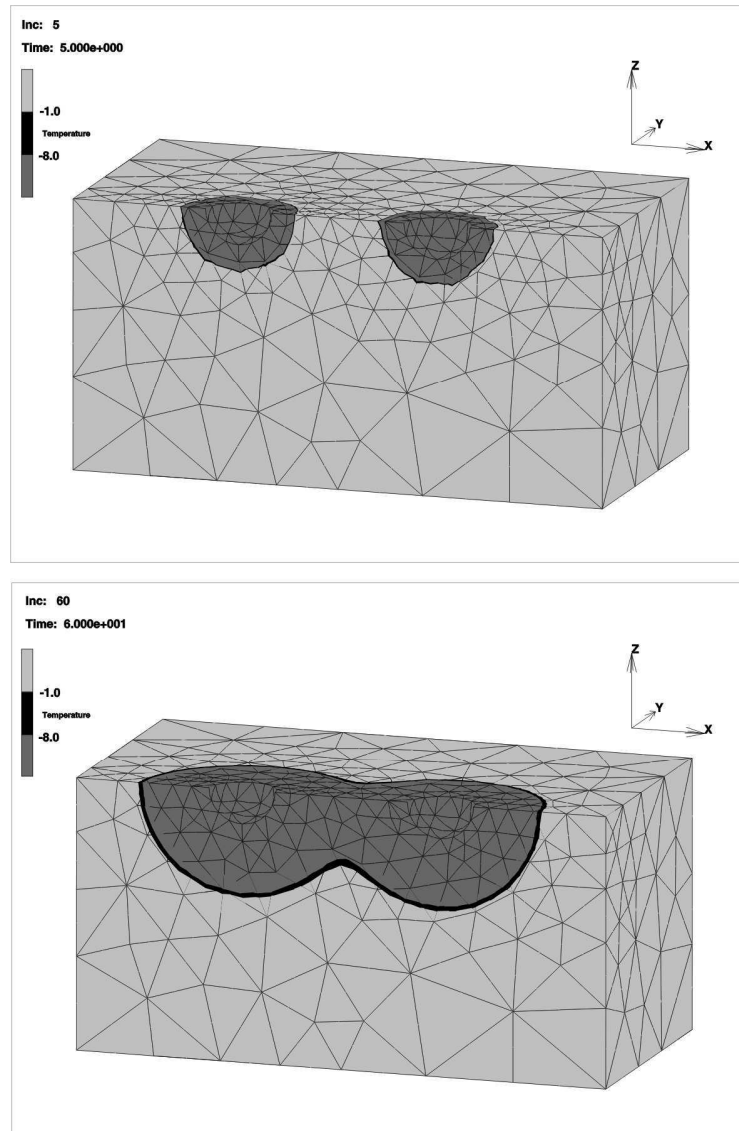 Inc: 5
Time: 5.000e+000
-1.0
Temperature
-8.0
Z
Y
X
Inc: 60
Time: 6.000e+001
-1.0
Temperature
-8.0
Z
Y
X